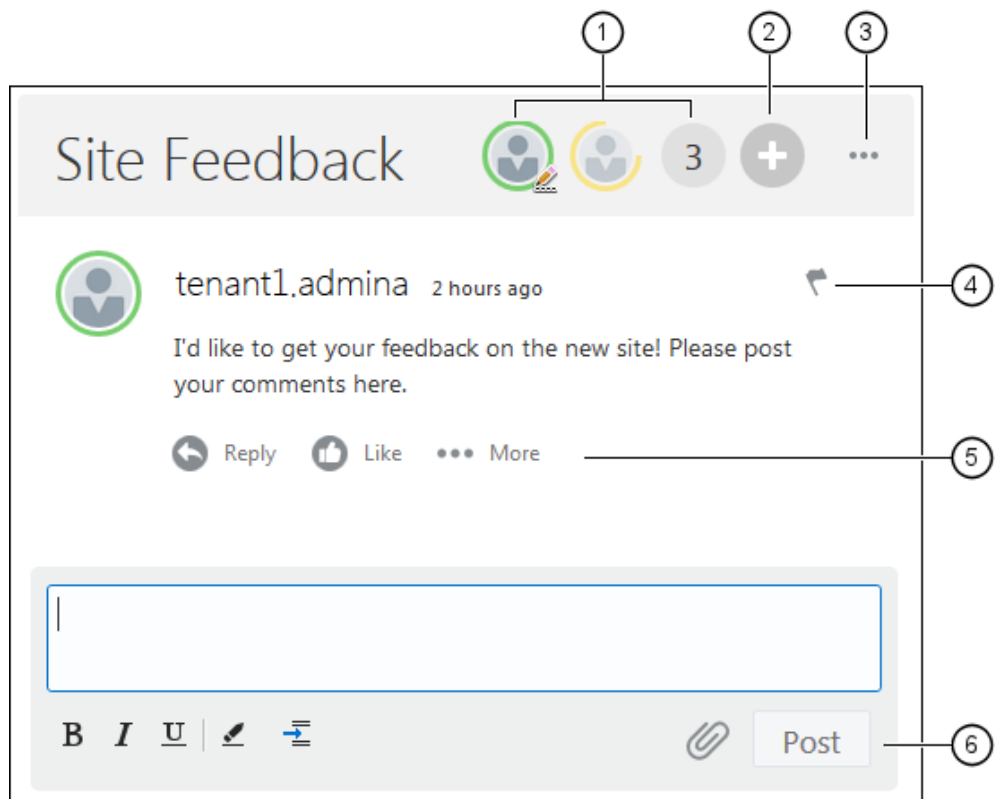 1 2 3
Site Feedback 3
tenant1.admina 2 hours ago
4
I'd like to get your feedback on the new site! Please post
your comments here.
Reply Like More
5
B I U
Post
6